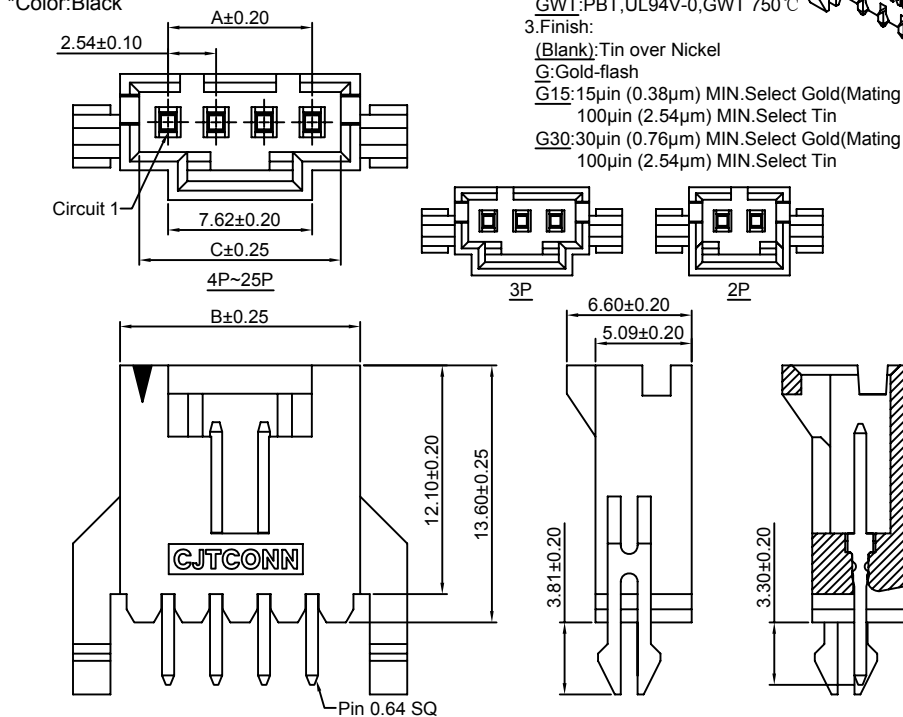 *Color:Black
A±0.20
2.54±0.10
Circuit 1
7.62±0.20
C±0.25
4P~25P
GWT:PBT,UL94V-0,GWT 750℃
3.Finish:
(Blank):Tin over Nickel
G:Gold-flash
G15:15μin (0.38μm) MIN.Select Gold(Mating
100μin (2.54μm) MIN.Select Tin
G30:30μin (0.76μm) MIN.Select Gold(Mating
100μin (2.54μm) MIN.Select Tin
3P
2P
B±0.25
12.10±0.20
13.60±0.25
CJTCONN
Pin 0.64 SQ
6.60±0.20
5.09±0.20
3.81±0.20
3.30±0.20